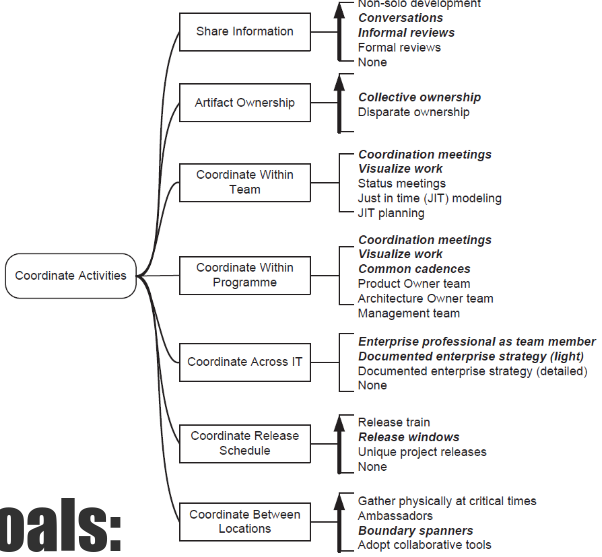 Non-solo development
Conversations
Informal reviews
Formal reviews
None
Share Information
Collective ownership
Disparate ownership
Artifact Ownership
Coordination meetings
Visualize work
Status meetings
Just in time (JIT) modeling
JIT planning
Coordinate Within
Team
Coordination meetings
Visualize work
Common cadences
Product Owner team
Architecture Owner team
Management team
Coordinate Within
Programme
Coordinate Activities
Enterprise professional as team member
Documented enterprise strategy (light)
Documented enterprise strategy (detailed)
None
Coordinate Across IT
Release train
Release windows
Unique project releases
None
Coordinate Release
Schedule
Gather physically at critical times
Ambassadors
Boundary spanners
Adopt collaborative tools
Coordinate Between
Locations
oals: